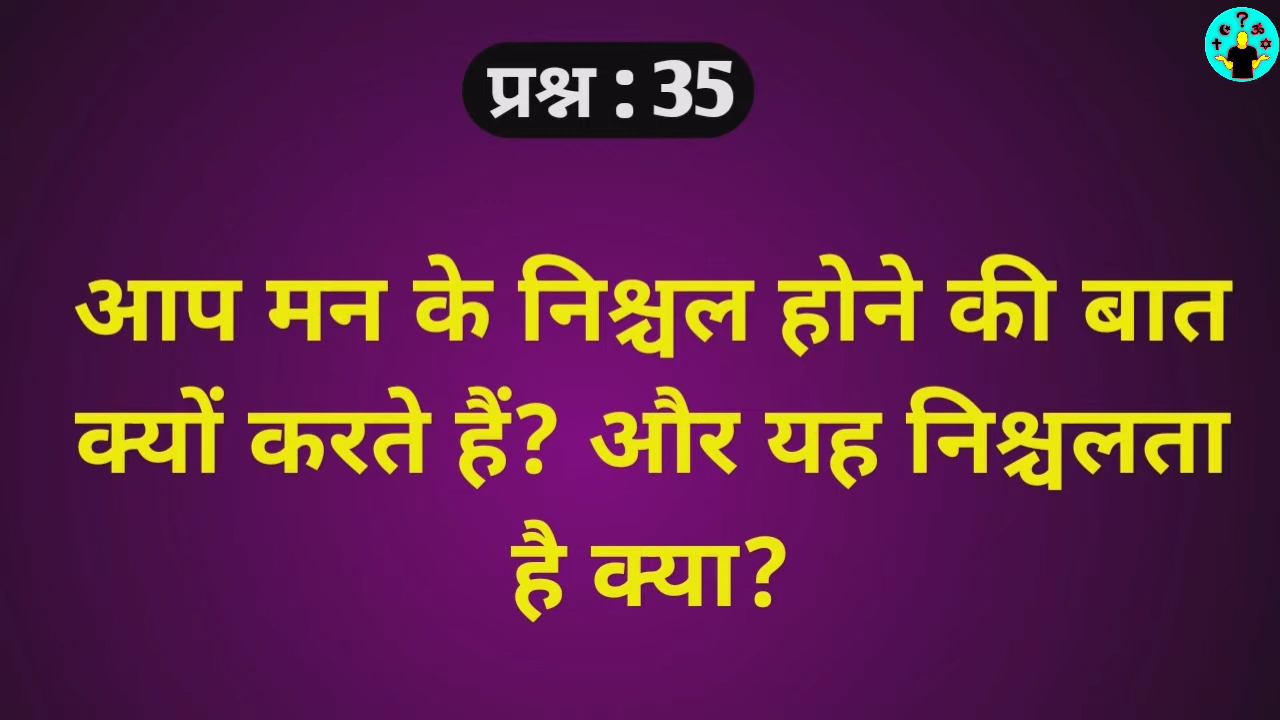 प्रश्न : 35
आप मन के निश्चल होने की बात
क्यों करते हैं? और यह निश्चलता
है क्या?